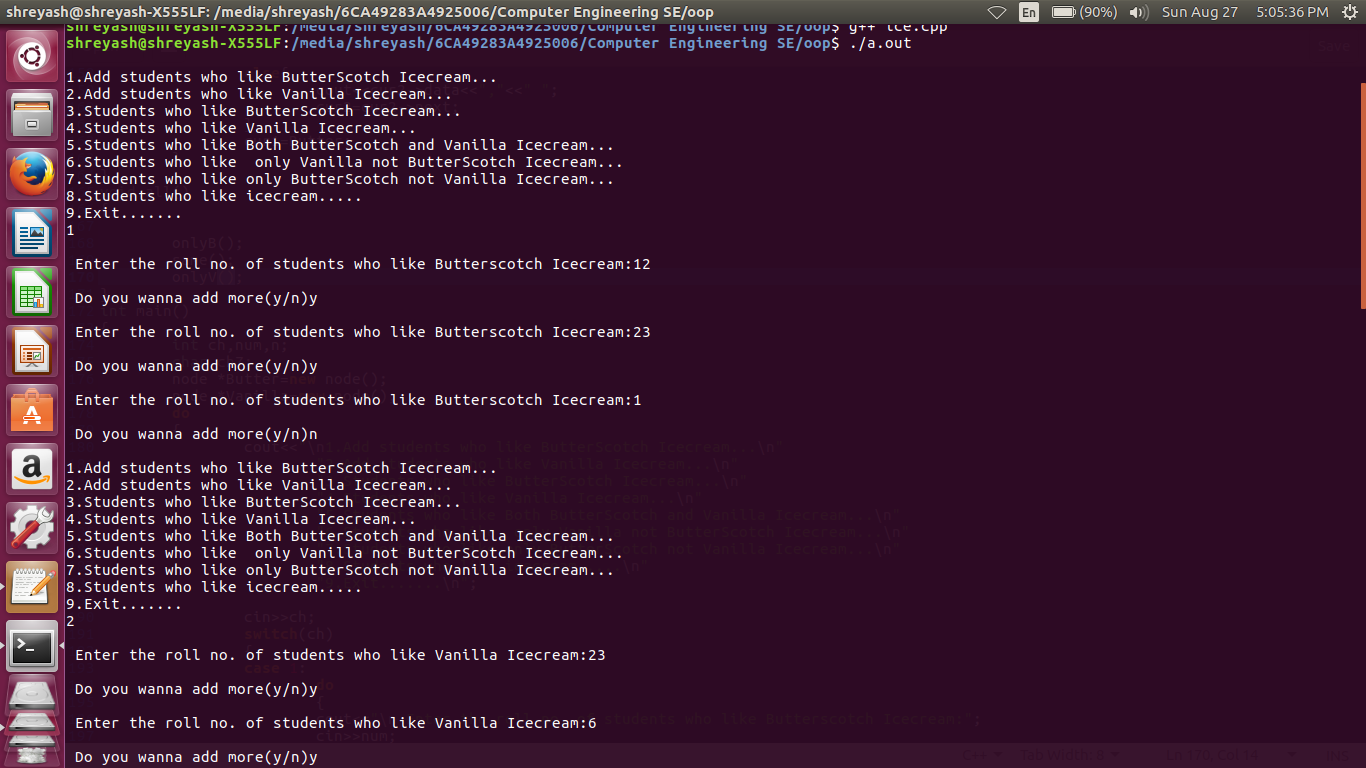 shreyash@shreyash-X555LF: /media/shreyash/6CA49283A4925006/Computer Engineering SE/oop
En (90%) Sun Aug 27 5:05:36 PM
shreyash@shreyash-X555LF:/media/shreyash/6CA49283A4925006/Computer Engineering SE/oop$ g++ ice.cpp
shreyash@shreyash-X555LF:/media/shreyash/6CA49283A4925006/Computer Engineering SE/oop$ ./a.out
1.Add students who like ButterScotch Icecream...
2.Add students who like Vanilla Icecream...
3.Students who like ButterScotch Icecream...
4.Students who like Vanilla Icecream...
5.Students who like Both ButterScotch and Vanilla Icecream...
6.Students who like  only Vanilla not ButterScotch Icecream...
7.Students who like only ButterScotch not Vanilla Icecream...
8.Students who like icecream.....
9.Exit.......
1
Enter the roll no. of students who like Butterscotch Icecream:12
Do you wanna add more(y/n)y
Enter the roll no. of students who like Butterscotch Icecream:23
Do you wanna add more(y/n)y
Enter the roll no. of students who like Butterscotch Icecream:1
Do you wanna add more(y/n)n
1.Add students who like ButterScotch Icecream...
2.Add students who like Vanilla Icecream...
3.Students who like ButterScotch Icecream...
4.Students who like Vanilla Icecream...
5.Students who like Both ButterScotch and Vanilla Icecream...
6.Students who like  only Vanilla not ButterScotch Icecream...
7.Students who like only ButterScotch not Vanilla Icecream...
8.Students who like icecream.....
9.Exit.......
2
Enter the roll no. of students who like Vanilla Icecream:23
Do you wanna add more(y/n)y
Enter the roll no. of students who like Vanilla Icecream:6
Do you wanna add more(y/n)y